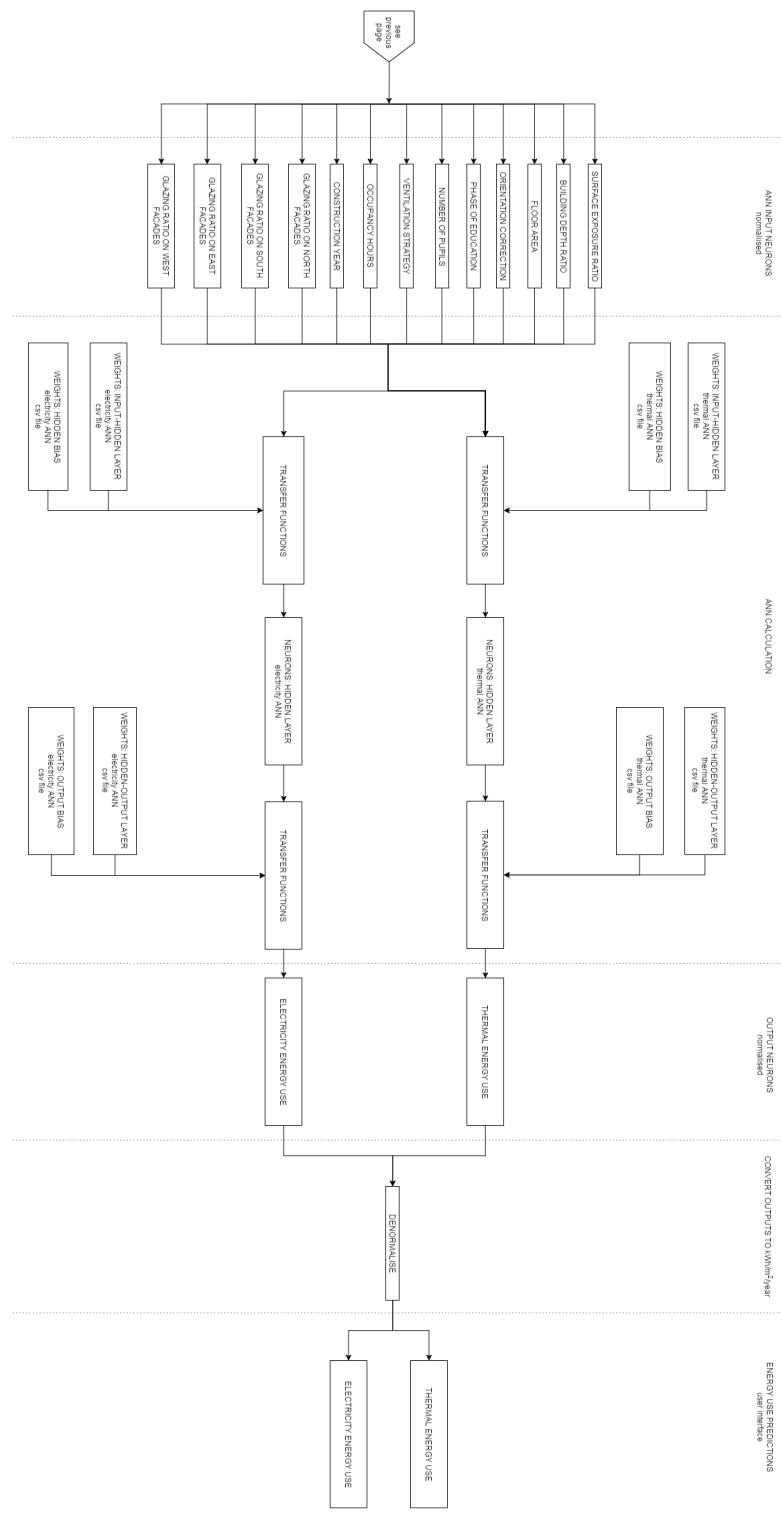 see
previous
page
ANN INPUT NEURONS
normalised
SURFACE EXPOSURE RATIO
BUILDING DEPTH RATIO
FLOOR AREA
ORIENTATION CORRECTION
PHASE OF EDUCATION
NUMBER OF PUPILS
VENTILATION STRATEGY
OCCUPANCY HOURS
CONSTRUCTION YEAR
GLAZING RATIO ON NORTH
FACADES
GLAZING RATIO ON SOUTH
FACADES
GLAZING RATIO ON EAST
FACADES
GLAZING RATIO ON WEST
FACADES
ANN CALCULATION
WEIGHTS: INPUT-HIDDEN LAYER
thermal ANN
csv file
WEIGHTS: HIDDEN BIAS
thermal ANN
csv file
TRANSFER FUNCTIONS
TRANSFER FUNCTIONS
WEIGHTS: INPUT-HIDDEN LAYER
electricity ANN
csv file
WEIGHTS: HIDDEN BIAS
electricity ANN
csv file
NEURONS: HIDDEN LAYER
thermal ANN
NEURONS: HIDDEN LAYER
electricity ANN
WEIGHTS: HIDDEN-OUTPUT LAYER
thermal ANN
csv file
WEIGHTS: OUTPUT BIAS
thermal ANN
csv file
TRANSFER FUNCTIONS
TRANSFER FUNCTIONS
WEIGHTS: HIDDEN-OUTPUT LAYER
electricity ANN
csv file
WEIGHTS: OUTPUT BIAS
electricity ANN
csv file
OUTPUT NEURONS
normalised
THERMAL ENERGY USE
ELECTRICITY ENERGY USE
CONVERT OUTPUTS TO kWh/m²/year
DENORMALISE
ENERGY USE PREDICTIONS
user interface
THERMAL ENERGY USE
ELECTRICITY ENERGY USE